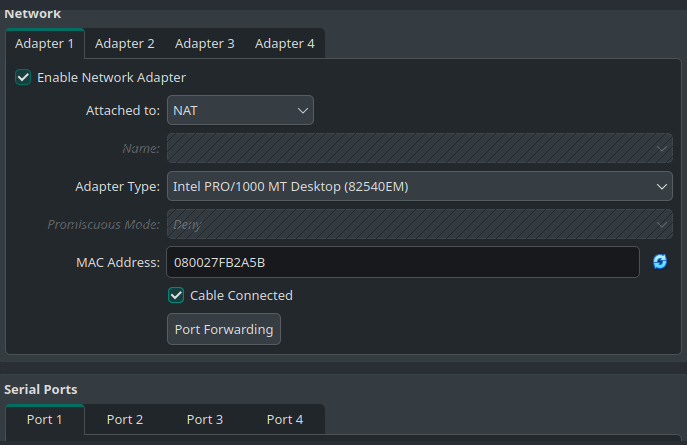 Network
Adapter 1 Adapter 2 Adapter 3 Adapter 4
Enable Network Adapter
Attached to: NAT
Name:
Adapter Type: Intel PRO/1000 MT Desktop (82540EM)
Promiscuous Mode: Deny
MAC Address: 080027FB2A5B
Cable Connected
Port Forwarding
Serial Ports
Port 1 Port 2 Port 3 Port 4